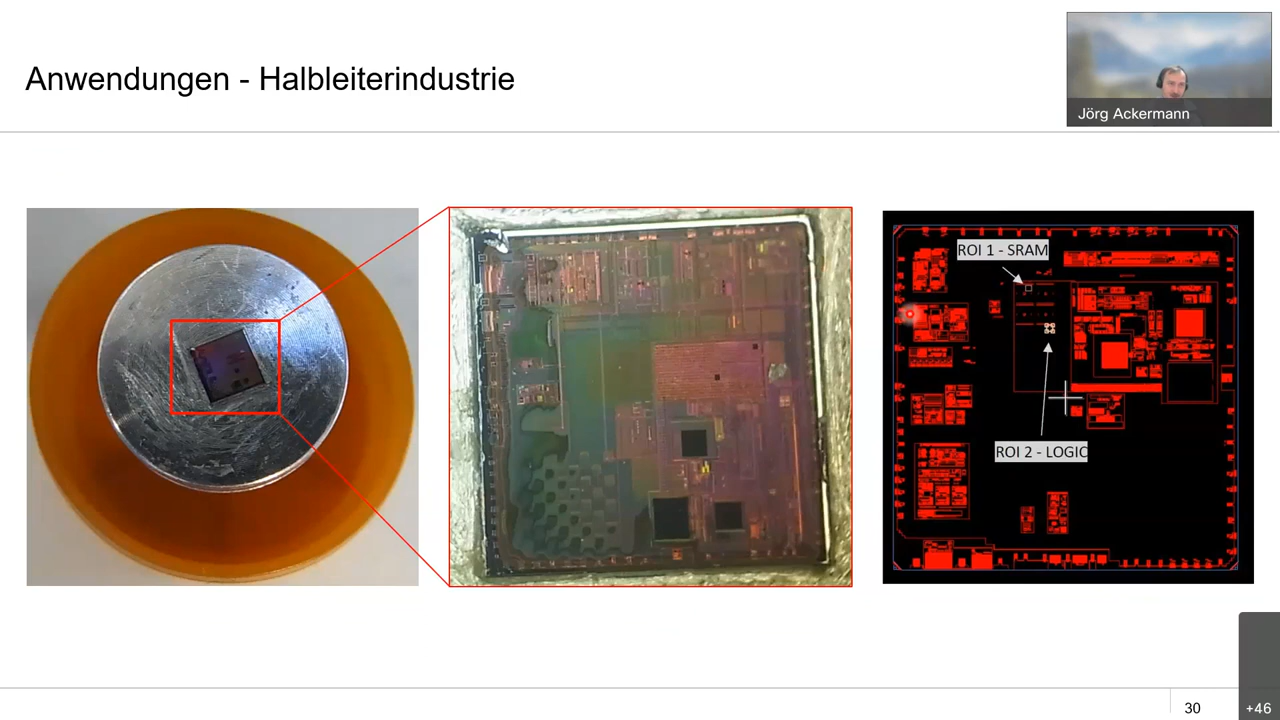 Anwendungen - Halbleiterindustrie
Jörg Ackermann
ROI 1 - SRAM
ROI 2 - LOGIC
30
+46